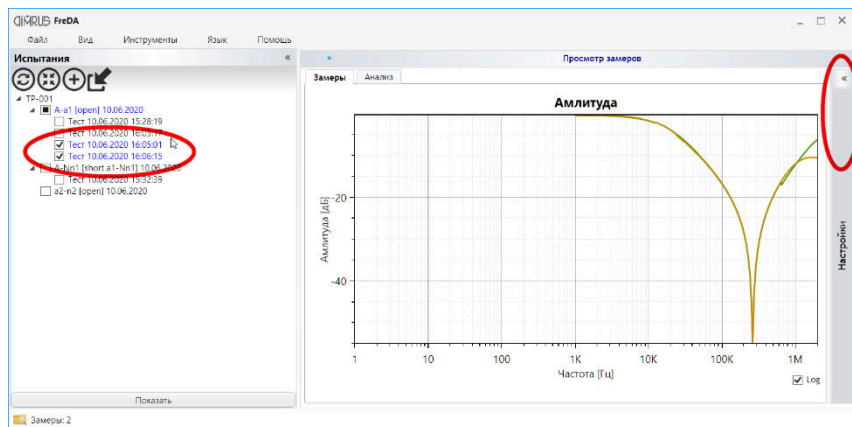 DIMRUS FreDA
Файл Вид Инструменты Язык Помощь
Испытания «
Просмотр замеров
Замеры Анализ
«
TP-001
A-a1 [open] 10.06.2020
Тест 10.06.2020 15:28:19
Тест 10.06.2020 16:03:17
Тест 10.06.2020 16:05:01
Тест 10.06.2020 16:06:15
A-Nn1 [short a1-Nn1] 10.06.2020
Тест 10.06.2020 15:32:39
a2-n2 [open] 10.06.2020
Амлитуда
Амлитуда [дБ]
-20
-40
1 10 100 1K 10K 100K 1M
Частота [Гц]
Log
Настройки
Показать
Замеры: 2